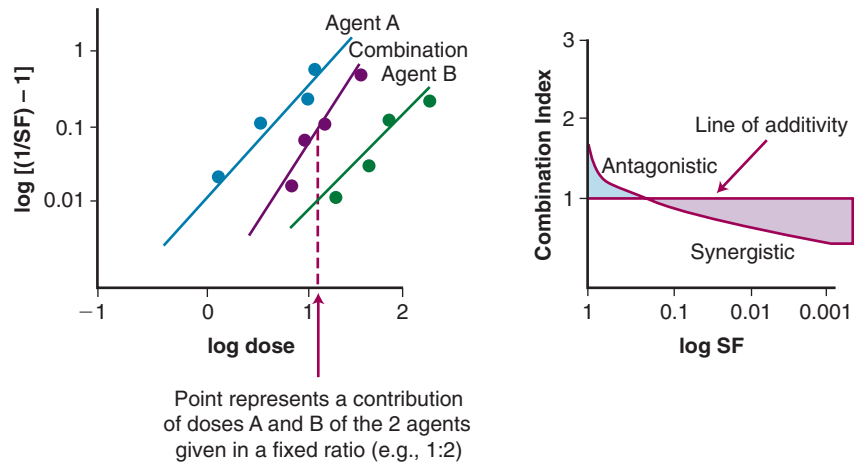 Agent A
Combination
Agent B
log [(1/SF) – 1]
1
0.1
0.01
−1
0
1
2
log dose
Point represents a contribution
of doses A and B of the 2 agents
given in a fixed ratio (e.g., 1:2)
Combination Index
3
2
1
Line of additivity
Antagonistic
Synergistic
1
0.1
0.01
0.001
log SF